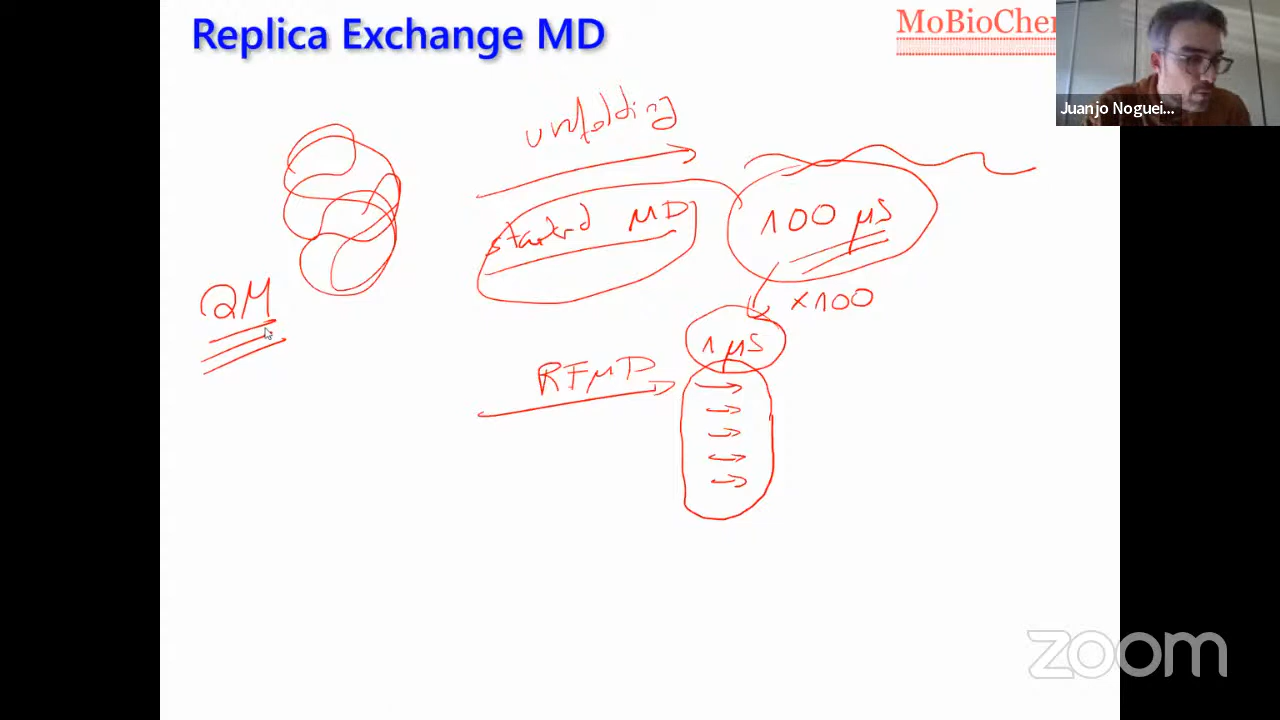 Replica Exchange MD
MoBioChem
Juanjo Noguei...
unfolding
standard MD
100 μs
×100
QM
1 μs
REMD
zoom